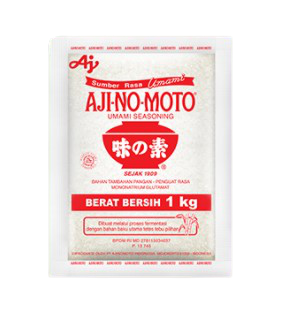 Aj
Sumber Rasa Umami
AJI-NO-MOTO®
UMAMI SEASONING
味の素
®
SEJAK 1909
BAHAN TAMBAHAN PANGAN - PENGUAT RASA
MONONATRIUM GLUTAMAT
BERAT BERSIH 1 kg
Dibuat melalui proses fermentasi
dengan bahan baku utama tetes tebu pilihan